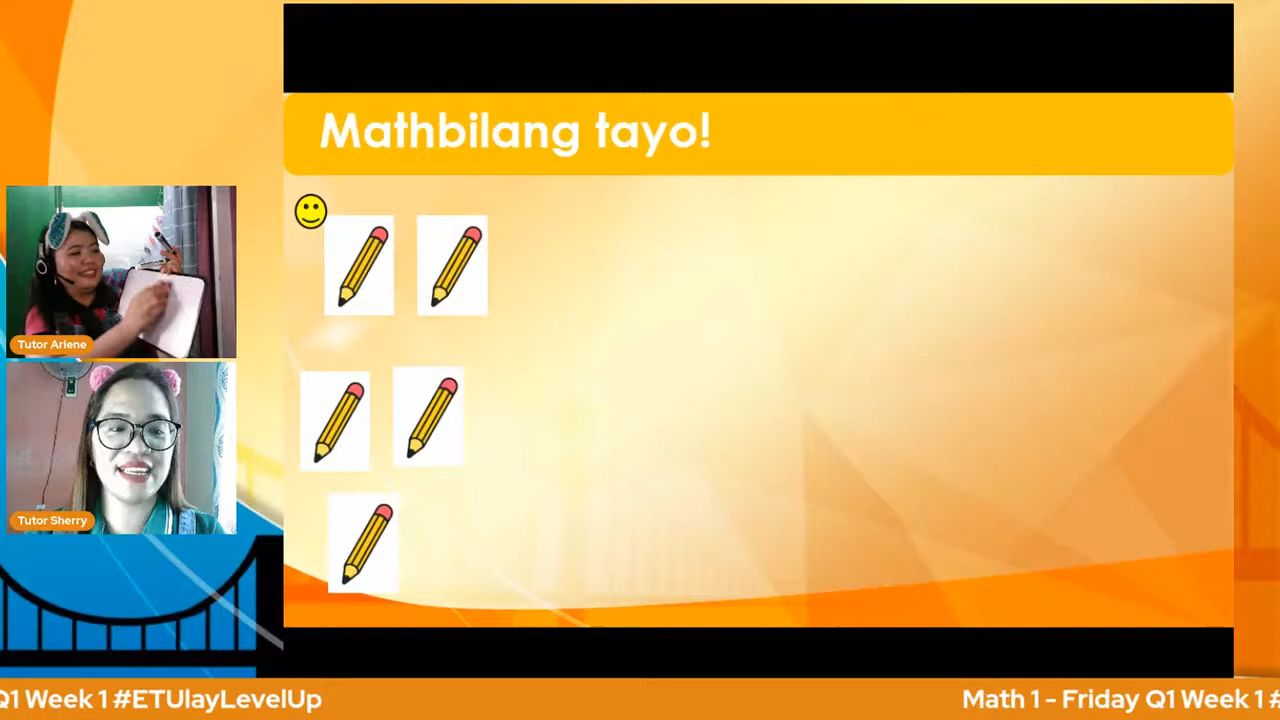 Mathbilang tayo!
Tutor Arlene
Tutor Sherry
Q1 Week 1 #ETUlayLevelUp
Math 1 - Friday Q1 Week 1 #